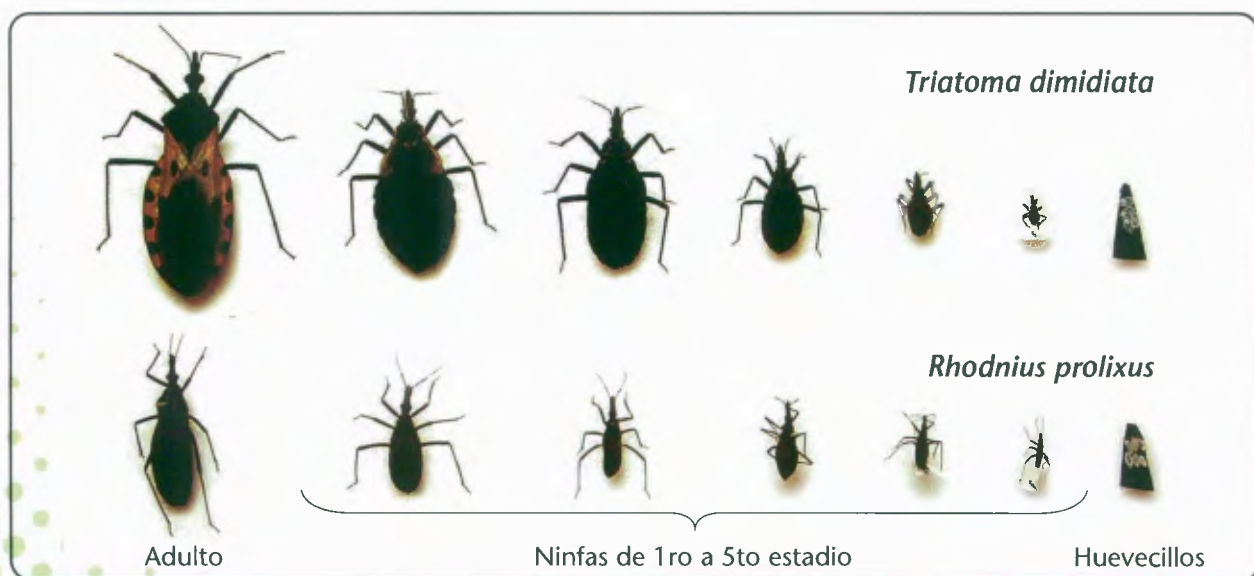 Triatoma dimidiata
Rhodnius prolixus
Adulto
Ninfas de 1ro a 5to estadio
Huevecillos